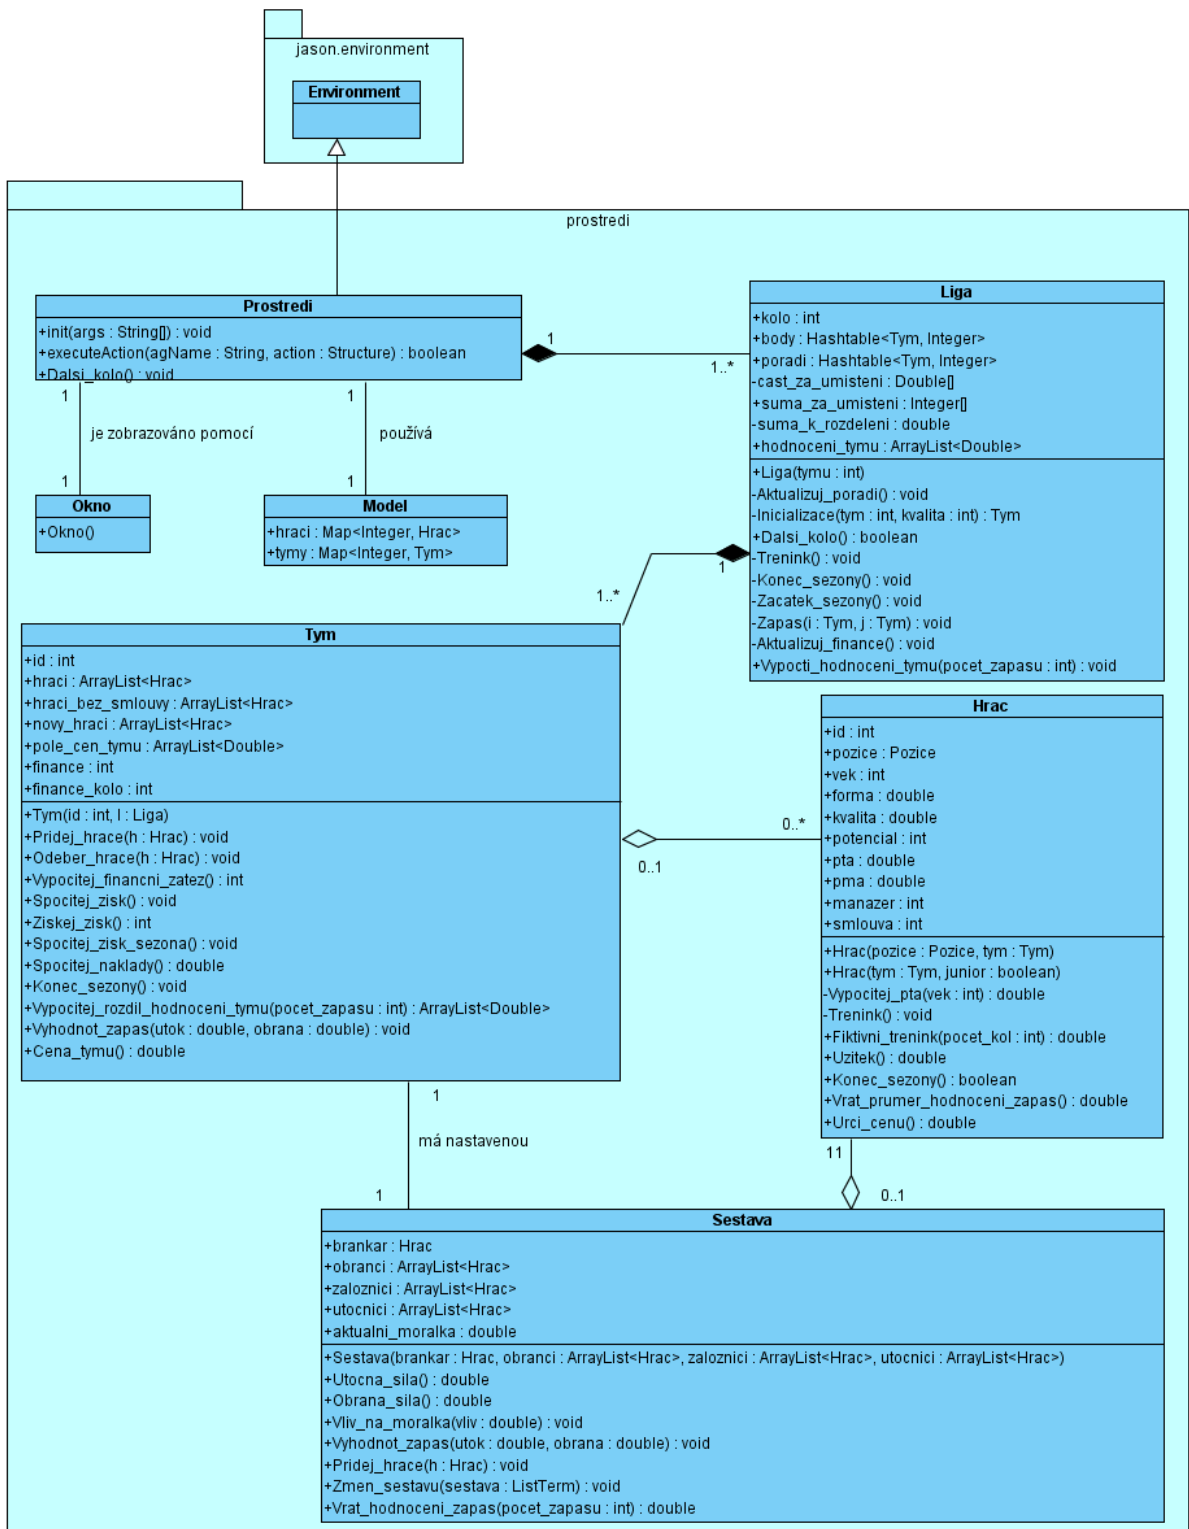 jason.environment
Environment
prostredi
Prostredi
+init(args : String[]) : void
+executeAction(agName : String, action : Structure) : boolean
+Dalsi_kolo() : void
1
1..*
Liga
+kolo : int
+body : Hashtable<Tym, Integer>
+poradi : Hashtable<Tym, Integer>
-cast_za_umisteni : Double[]
+suma_za_umisteni : Integer[]
-suma_k_rozdeleni : double
+hodnoceni_tymu : ArrayList<Double>
+Liga(tymu : int)
-Aktualizuj_poradi() : void
-Inicializace(tym : int, kvalita : int) : Tym
+Dalsi_kolo() : boolean
-Trenink() : void
-Konec_sezony() : void
-Zacatek_sezony() : void
-Zapas(i : Tym, j : Tym) : void
-Aktualizuj_finance() : void
+Vypocti_hodnoceni_tymu(pocet_zapasu : int) : void
1
je zobrazováno pomocí
1
1
používá
1
Okno
+Okno()
Model
+hraci : Map<Integer, Hrac>
+tymy : Map<Integer, Tym>
1
1..*
Tym
+id : int
+hraci : ArrayList<Hrac>
+hraci_bez_smlouvy : ArrayList<Hrac>
+novy_hraci : ArrayList<Hrac>
+pole_cen_tymu : ArrayList<Double>
+finance : int
+finance_kolo : int
+Tym(id : int, l : Liga)
+Pridej_hrace(h : Hrac) : void
+Odeber_hrace(h : Hrac) : void
+Vypocitej_financni_zatez() : int
+Spocitej_zisk() : void
+Ziskej_zisk() : int
+Spocitej_zisk_sezona() : void
+Spocitej_naklady() : double
+Konec_sezony() : void
+Vypocitej_rozdil_hodnoceni_tymu(pocet_zapasu : int) : ArrayList<Double>
+Vyhodnot_zapas(utok : double, obrana : double) : void
+Cena_tymu() : double
0..*
0..1
Hrac
+id : int
+pozice : Pozice
+vek : int
+forma : double
+kvalita : double
+potencial : int
+pta : double
+pma : double
+manazer : int
+smlouva : int
+Hrac(pozice : Pozice, tym : Tym)
+Hrac(tym : Tym, junior : boolean)
-Vypocitej_pta(vek : int) : double
-Trenink() : void
+Fiktivni_trenink(pocet_kol : int) : double
+Uzitek() : double
+Konec_sezony() : boolean
+Vrat_prumer_hodnoceni_zapas() : double
+Urci_cenu() : double
1
má nastavenou
1
11
0..1
Sestava
+brankar : Hrac
+obranci : ArrayList<Hrac>
+zaloznici : ArrayList<Hrac>
+utocnici : ArrayList<Hrac>
+aktualni_moralka : double
+Sestava(brankar : Hrac, obranci : ArrayList<Hrac>, zaloznici : ArrayList<Hrac>, utocnici : ArrayList<Hrac>)
+Utocna_sila() : double
+Obrana_sila() : double
+Vliv_na_moralka(vliv : double) : void
+Vyhodnot_zapas(utok : double, obrana : double) : void
+Pridej_hrace(h : Hrac) : void
+Zmen_sestavu(sestava : ListTerm) : void
+Vrat_hodnoceni_zapas(pocet_zapasu : int) : double